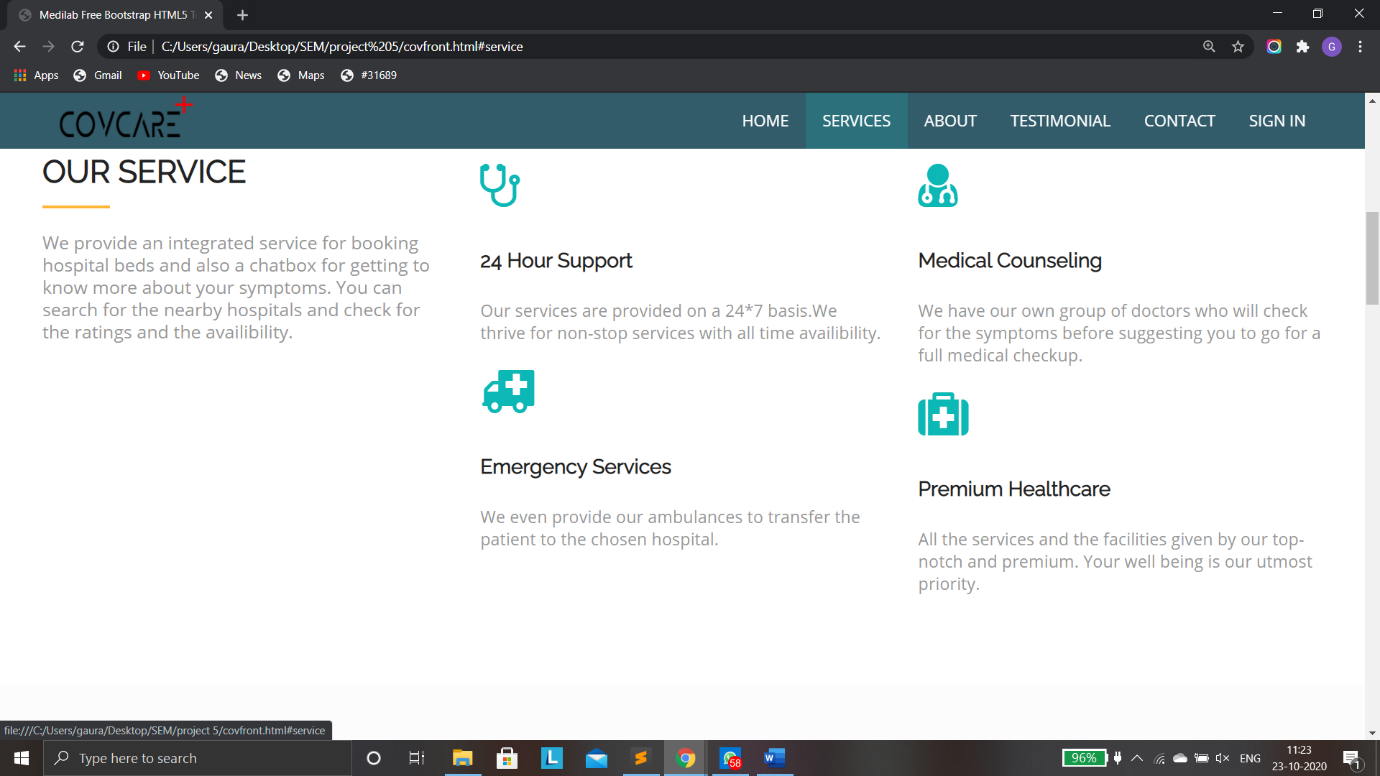 Medilab Free Bootstrap HTML5 T
File | C:/Users/gaura/Desktop/SEM/project%205/covfront.html#service
G
Apps Gmail YouTube News Maps #31689
COVCARE+
HOME SERVICES ABOUT TESTIMONIAL CONTACT SIGN IN
OUR SERVICE
We provide an integrated service for booking
hospital beds and also a chatbox for getting to
know more about your symptoms. You can
search for the nearby hospitals and check for
the ratings and the availibility.
24 Hour Support
Our services are provided on a 24*7 basis.We
thrive for non-stop services with all time availibility.
Emergency Services
We even provide our ambulances to transfer the
patient to the chosen hospital.
Medical Counseling
We have our own group of doctors who will check
for the symptoms before suggesting you to go for a
full medical checkup.
Premium Healthcare
All the services and the facilities given by our top-
notch and premium. Your well being is our utmost
priority.
file:///C:/Users/gaura/Desktop/SEM/project 5/covfront.html#service
Type here to search
L
58
W
96%
ENG
11:23
23-10-2020
1